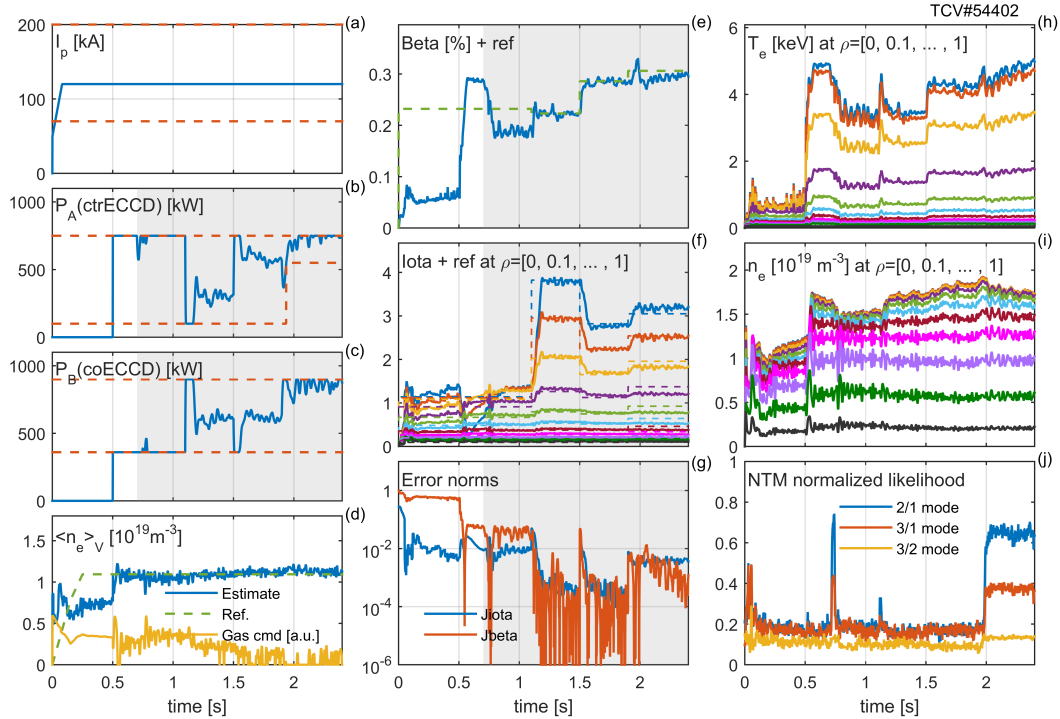 TCV#54402
(a)
I_p [kA]
200
100
0
(b)
P_A(ctrECCD) [kW]
1000
500
0
(c)
P_B(coECCD) [kW]
1000
500
0
(d)
<n_e>_V [10^19 m^-3]
1.5
1
0.5
0
Estimate
Ref.
Gas cmd [a.u.]
0 0.5 1 1.5 2
time [s]
(e)
Beta [%] + ref
0.3
0.2
0.1
0
(f)
Iota + ref at ρ=[0, 0.1, ... , 1]
4
3
2
1
0
(g)
Error norms
1
10^-2
10^-4
10^-6
Jiota
Jbeta
0 0.5 1 1.5 2
time [s]
(h)
T_e [keV] at ρ=[0, 0.1, ... , 1]
6
4
2
0
(i)
n_e [10^19 m^-3] at ρ=[0, 0.1, ... , 1]
2
1.5
1
0.5
0
(j)
NTM normalized likelihood
1
0.8
0.6
0.4
0.2
0
2/1 mode
3/1 mode
3/2 mode
0 0.5 1 1.5 2
time [s]